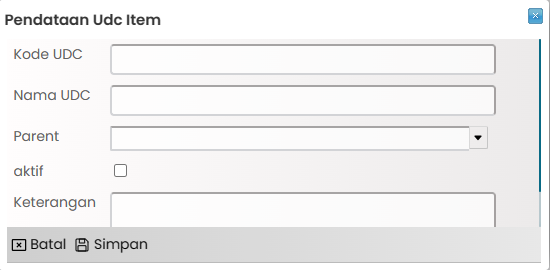 Pendataan Udc Item
Kode UDC
Nama UDC
Parent
aktif
Keterangan
Batal Simpan